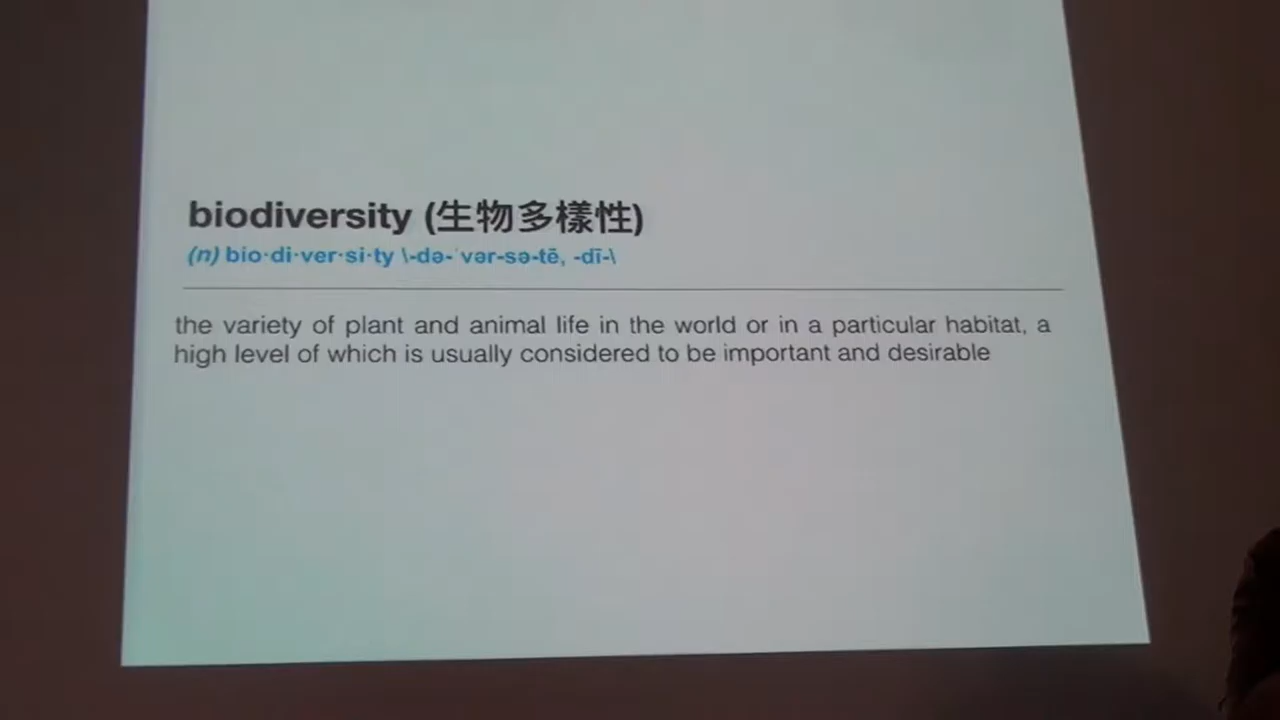 biodiversity (生物多樣性)
(n) bio·di·ver·si·ty \-də-ˈvər-sə-tē, -dī-\
the variety of plant and animal life in the world or in a particular habitat, a
high level of which is usually considered to be important and desirable